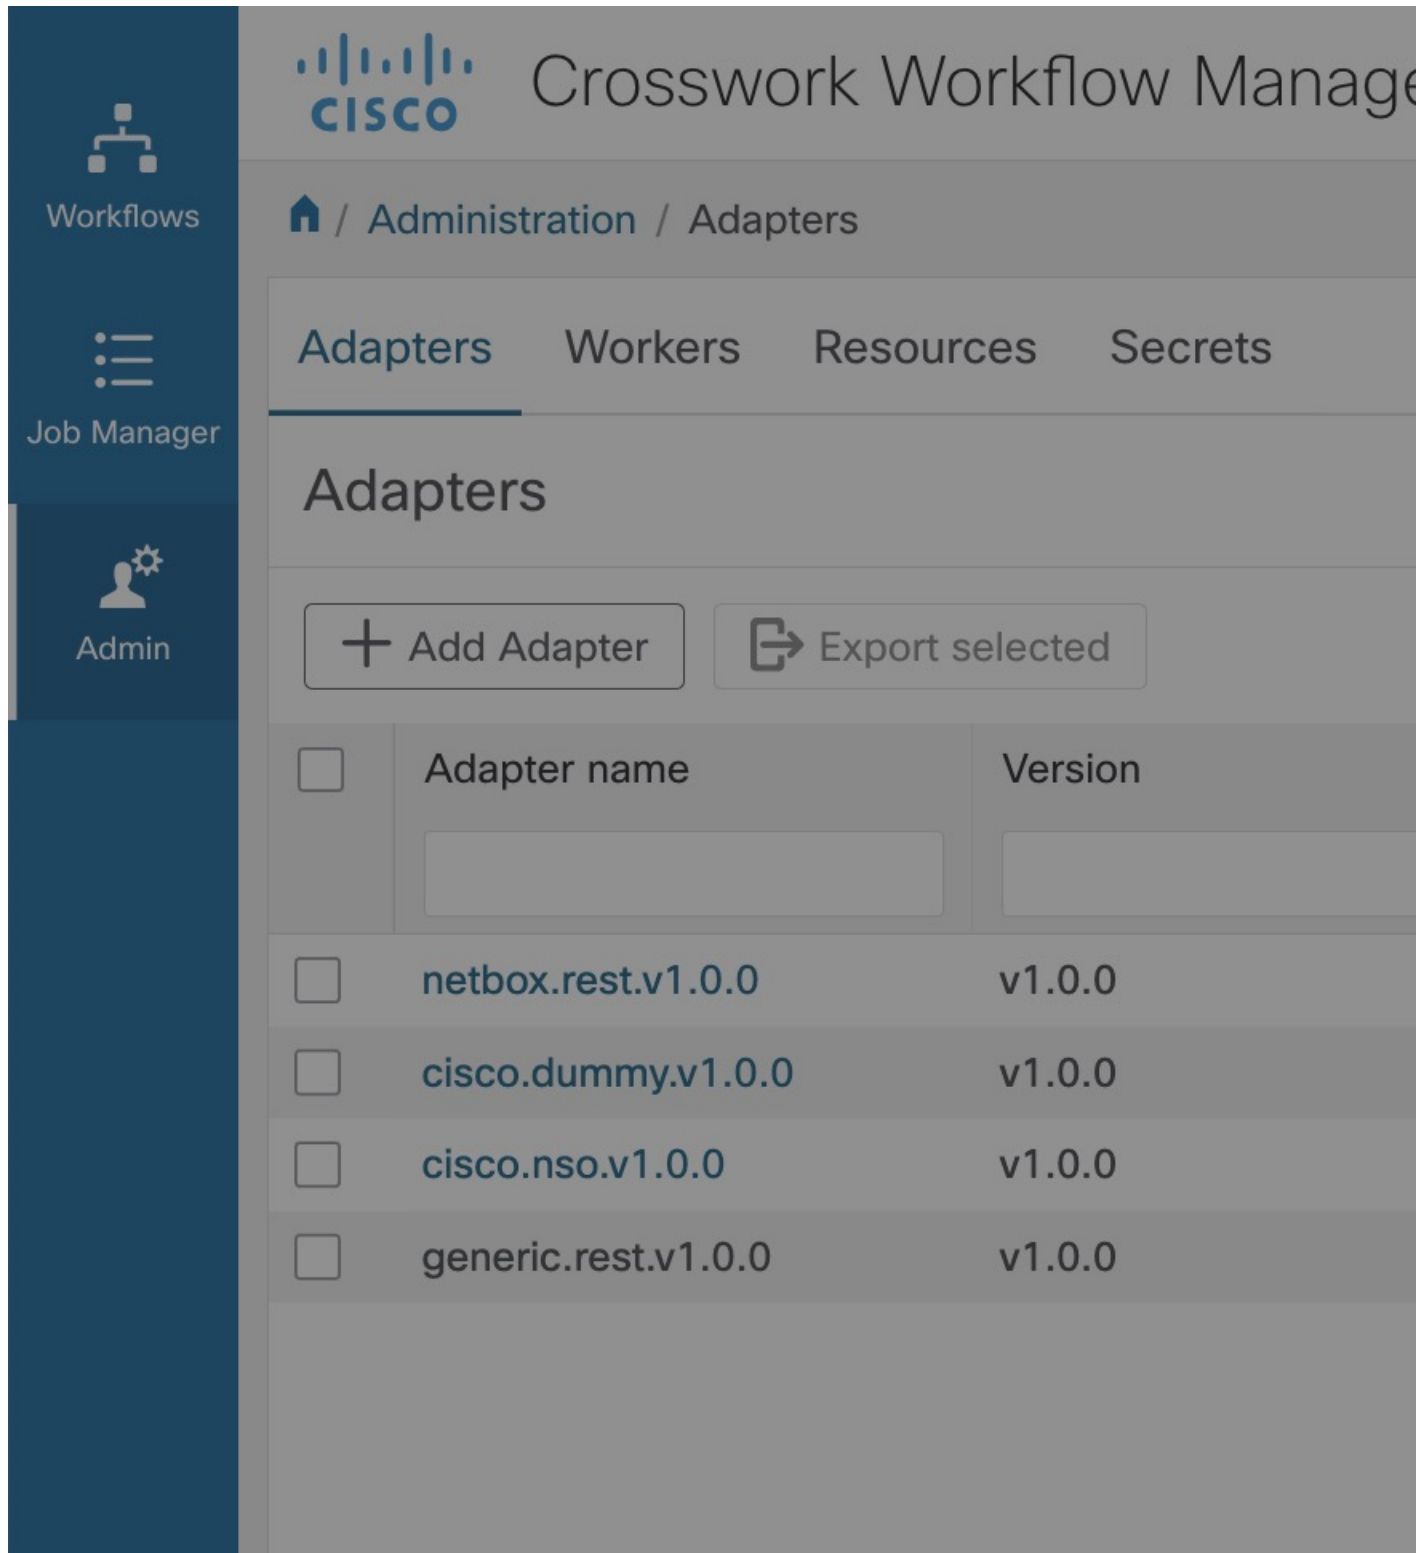 CISCO
Crosswork Workflow Manage
Workflows
/ Administration / Adapters
Adapters Workers Resources Secrets
Job Manager
Adapters
Admin
Add Adapter Export selected
Adapter name Version
netbox.rest.v1.0.0 v1.0.0
cisco.dummy.v1.0.0 v1.0.0
cisco.nso.v1.0.0 v1.0.0
generic.rest.v1.0.0 v1.0.0